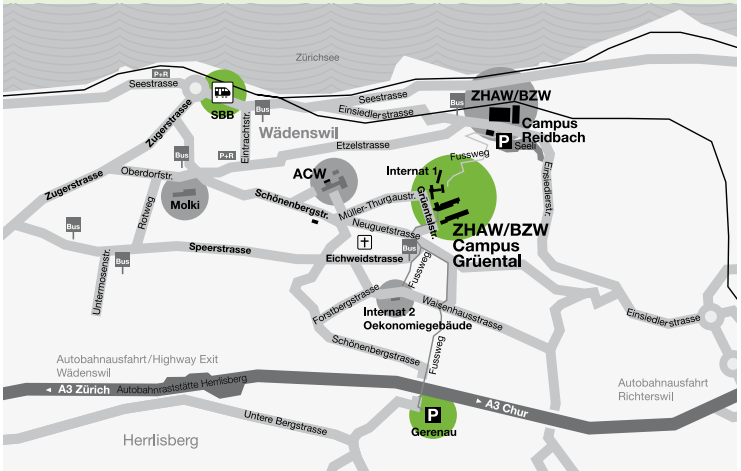 Zürichsee
P+R
Seestrasse
SBB
Zugerstrasse
Bus
Eintrachtstr.
Wädenswil
Seestrasse
Einsiedlerstrasse
Bus
ZHAW/BZW
Campus
Reidbach
P
Seeli
Etzelstrasse
Fussweg
Einsiedlerstr.
Bus
P+R
Oberdorfstr.
Zugerstrasse
Rotweg
Molki
ACW
Schönenbergstr.
Internat 1
Müller-Thurgaustr.
Grüentalstr.
Neuguetstrasse
ZHAW/BZW
Campus
Grüental
Bus
Untermosenstr.
Bus
Speerstrasse
Eichweidstrasse
Bus
Fussweg
Forstbergstrasse
Waisenhausstrasse
Internat 2
Oekonomiegebäude
Schönenbergstrasse
Fussweg
Einsiedlerstrasse
Autobahnausfahrt/Highway Exit
Wädenswil
A3 Zürich
Autobahnraststätte Herrlisberg
A3 Chur
Autobahnausfahrt
Richterswil
Untere Bergstrasse
Herrlisberg
P
Gerenau